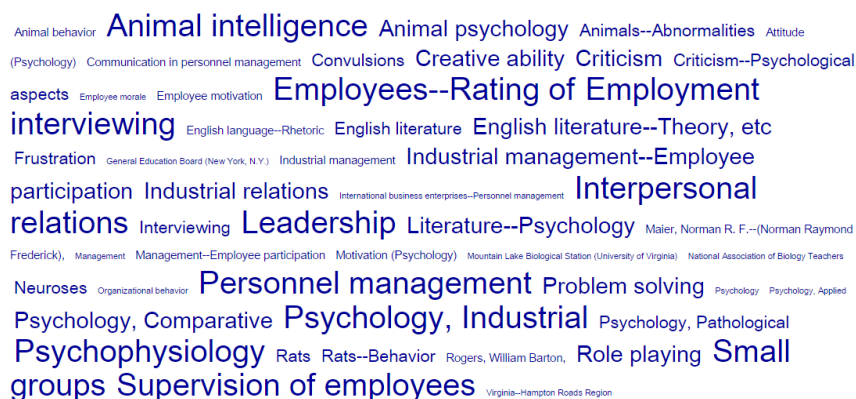 Animal behavior Animal intelligence Animal psychology Animals--Abnormalities Attitude
(Psychology) Communication in personnel management Convulsions Creative ability Criticism Criticism--Psychological
aspects Employee morale Employee motivation Employees--Rating of Employment
interviewing English language--Rhetoric English literature English literature--Theory, etc
Frustration General Education Board (New York, N.Y.) Industrial management Industrial management--Employee
participation Industrial relations International business enterprises--Personnel management Interpersonal
relations Interviewing Leadership Literature--Psychology Maier, Norman R. F.--(Norman Raymond
Frederick), Management Management--Employee participation Motivation (Psychology) Mountain Lake Biological Station (University of Virginia) National Association of Biology Teachers
Neuroses Organizational behavior Personnel management Problem solving Psychology Psychology, Applied
Psychology, Comparative Psychology, Industrial Psychology, Pathological
Psychophysiology Rats Rats--Behavior Rogers, William Barton, Role playing Small
groups Supervision of employees Virginia--Hampton Roads Region